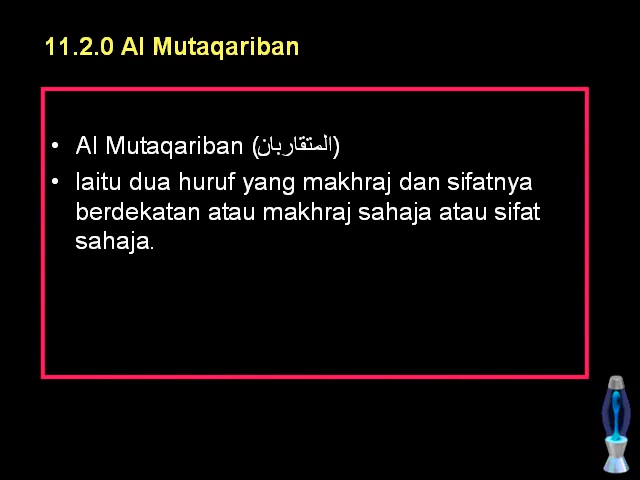 11.2.0 Al Mutaqariban
• Al Mutaqariban (المتقاربان)
• Iaitu dua huruf yang makhraj dan sifatnya
berdekatan atau makhraj sahaja atau sifat
sahaja.